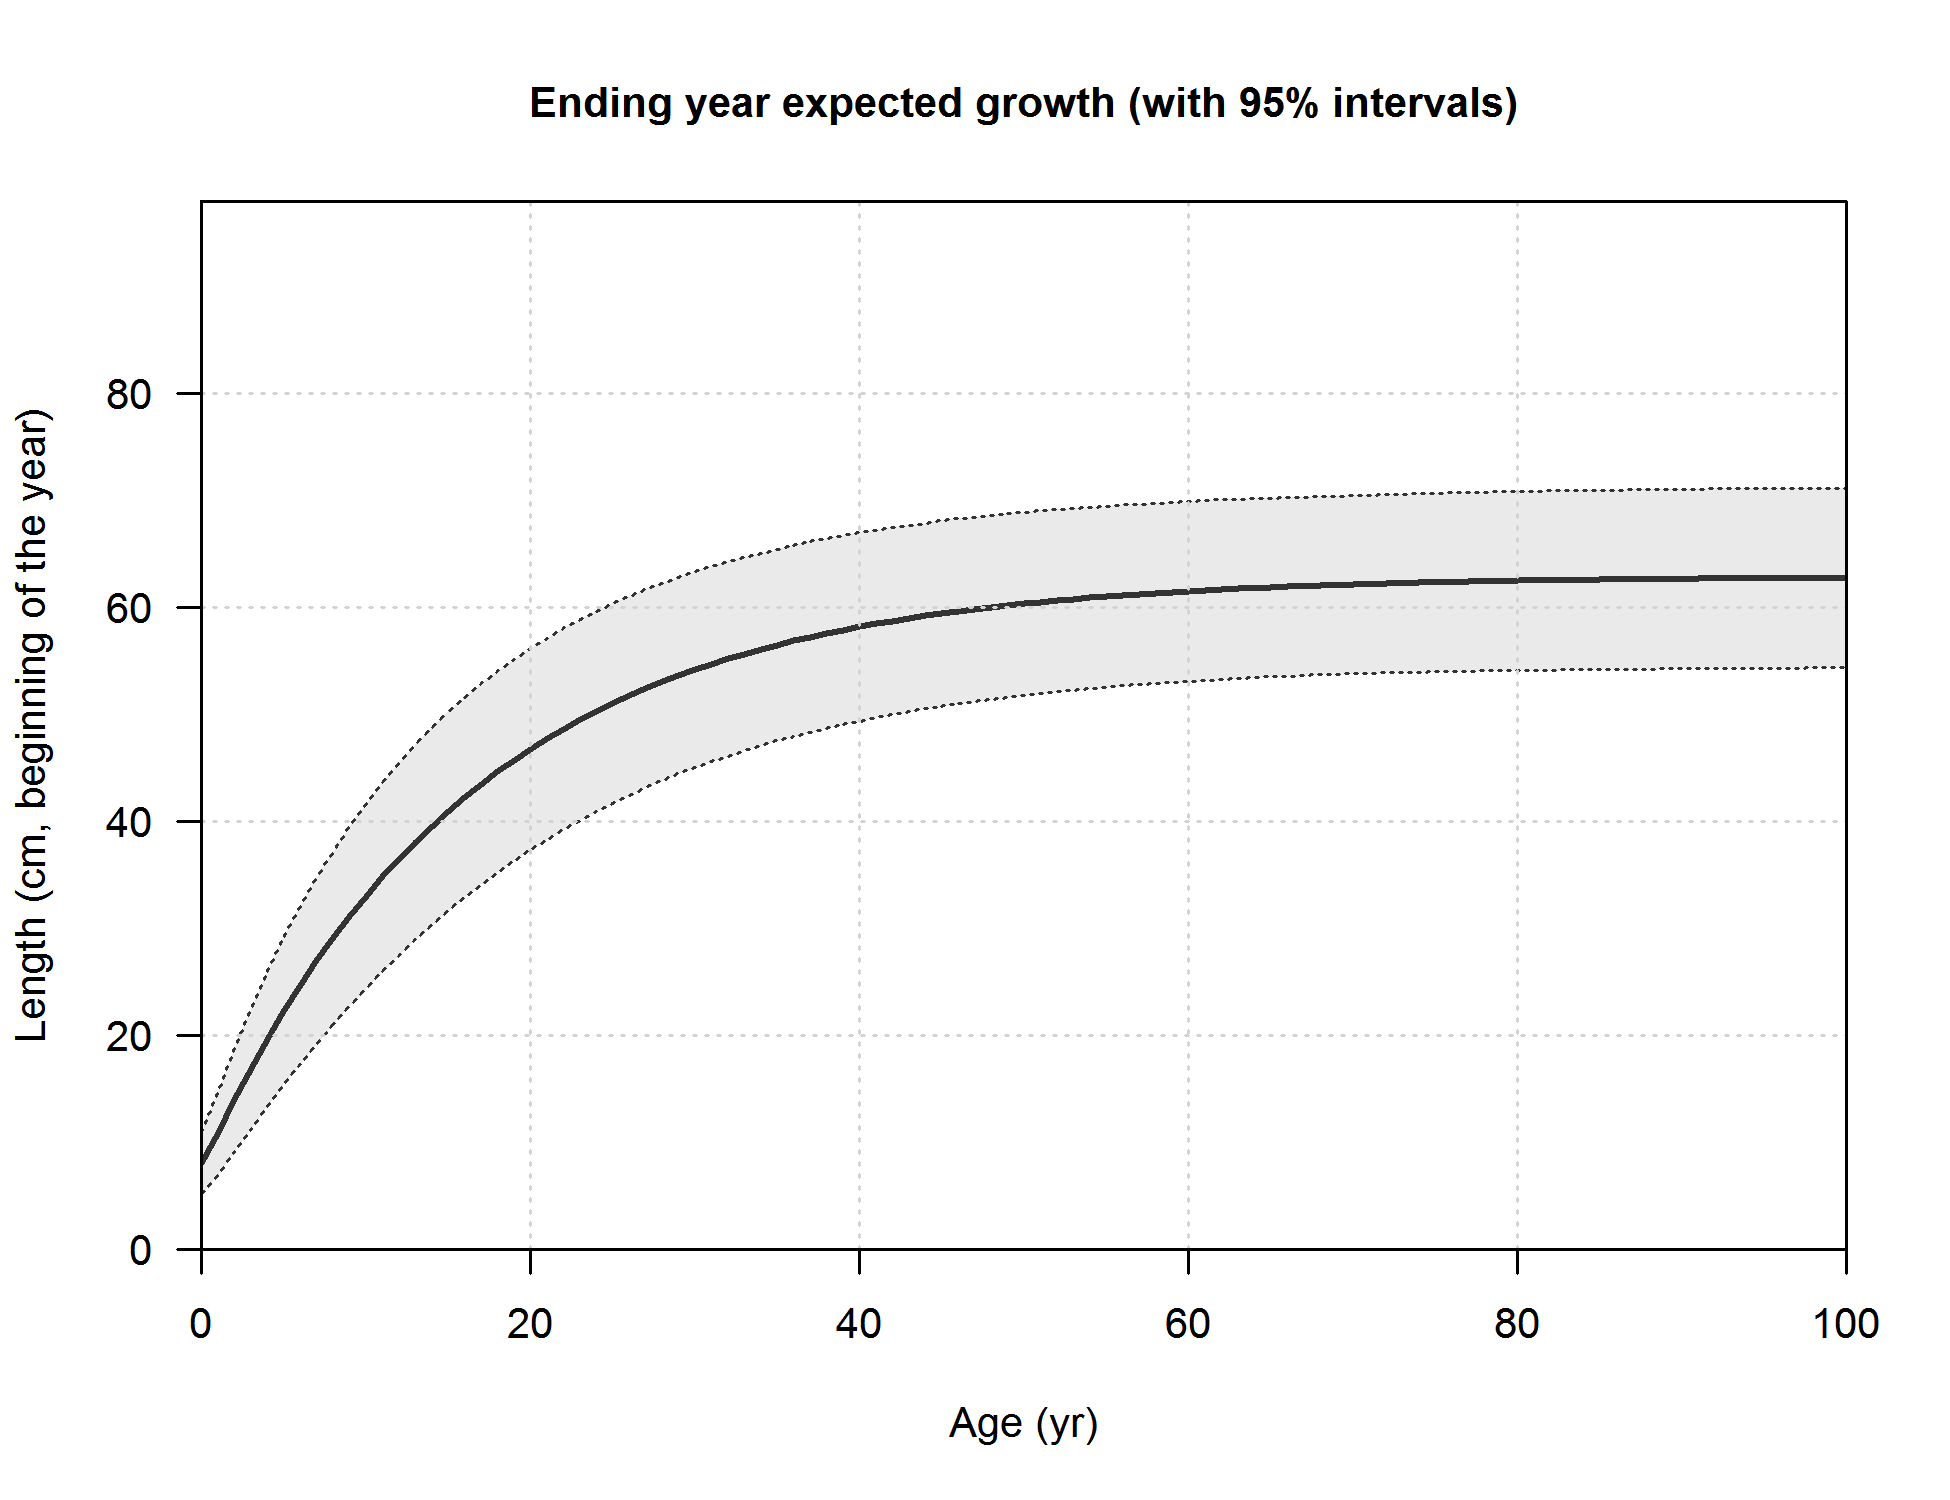 Ending year expected growth (with 95% intervals)
Length (cm, beginning of the year)
80
60
40
20
0
0 20 40 60 80 100
Age (yr)